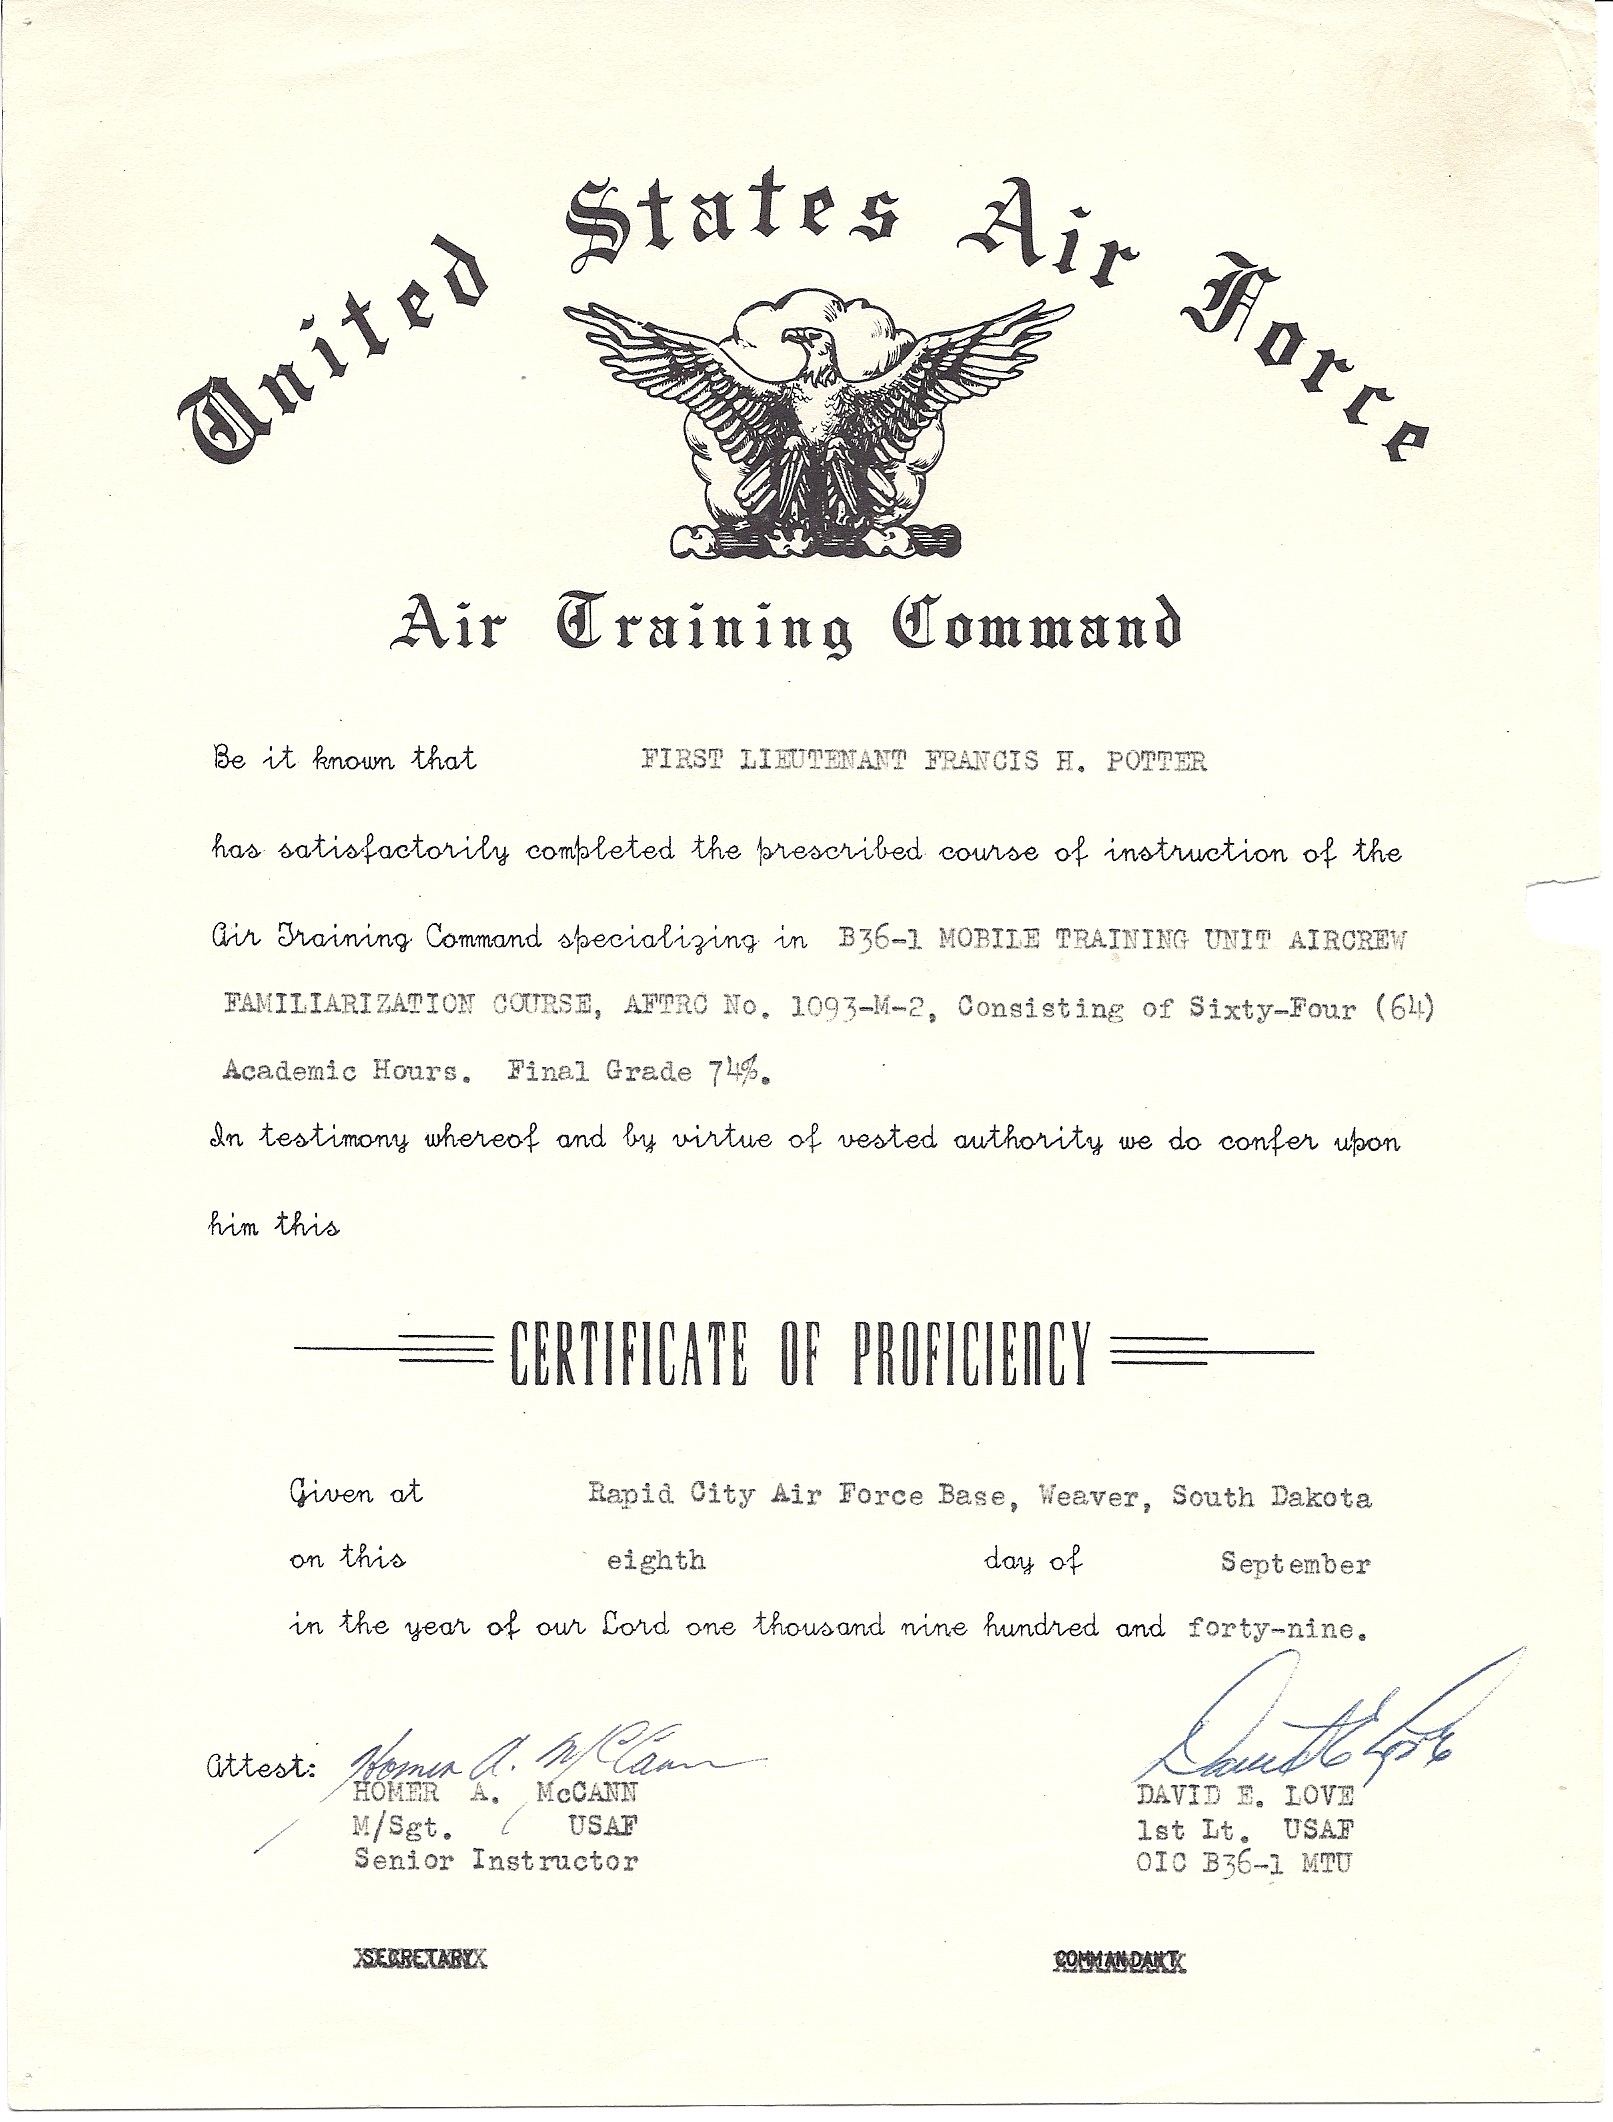 United States Air Force
Air Training Command
Be it known that FIRST LIEUTENANT FRANCIS H. POTTER
has satisfactorily completed the prescribed course of instruction of the
Air Training Command specializing in B36-1 MOBILE TRAINING UNIT AIRCREW
FAMILIARIZATION COURSE, AFTRC No. 1093-M-2, Consisting of Sixty-Four (64)
Academic Hours. Final Grade 74%.
In testimony whereof and by virtue of vested authority we do confer upon
him this
CERTIFICATE OF PROFICIENCY
Given at Rapid City Air Force Base, Weaver, South Dakota
on this eighth day of September
in the year of our Lord one thousand nine hundred and forty-nine.
Attest: Homer A. McCann David E Love
HOMER A. McCANN DAVID E. LOVE
M/Sgt. USAF 1st Lt. USAF
Senior Instructor OIC B36-1 MTU
SECRETARY COMMANDANT